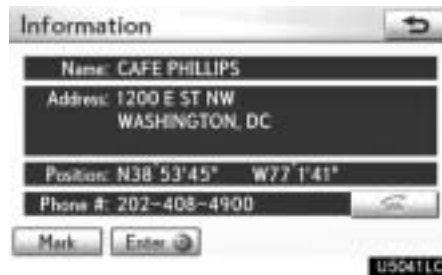 Information
Name: CAFE PHILLIPS
Address: 1200 E ST NW
WASHINGTON, DC
Position: N38°53'45" W77°1'41"
Phone #: 202-408-4900
Mark Enter
U5041LC